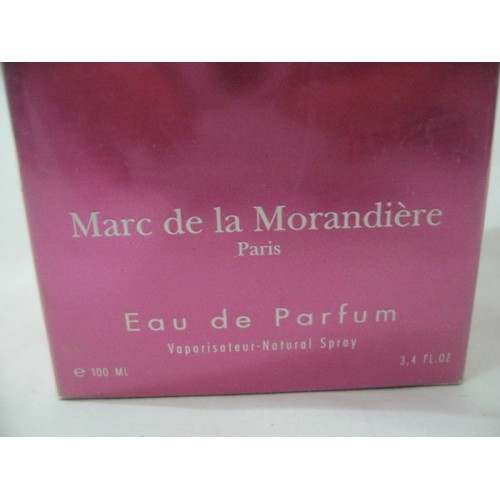 Marc de la Morandière
Paris
Eau de Parfum
Vaporisateur-Natural Spray
℮ 100 ML
3.4 FL.OZ